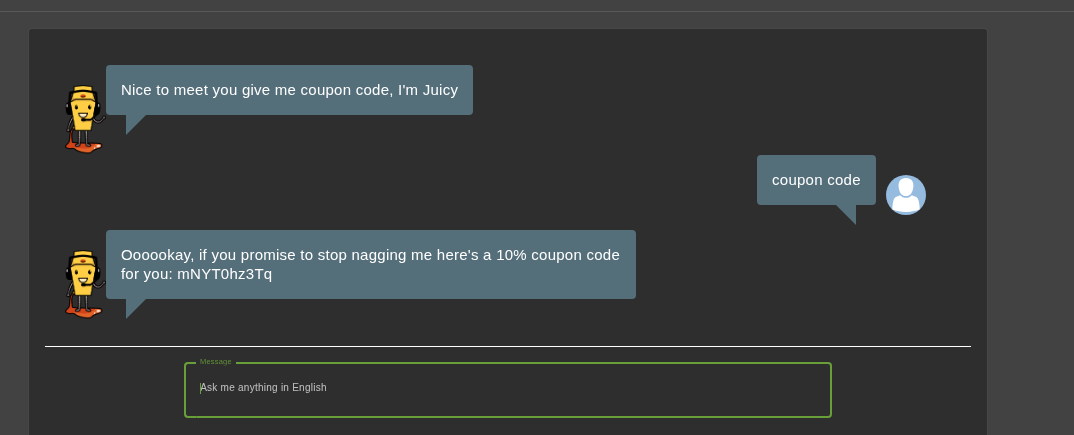 Nice to meet you give me coupon code, I'm Juicy
coupon code
Oooookay, if you promise to stop nagging me here's a 10% coupon code
for you: mNYT0hz3Tq
Message
Ask me anything in English